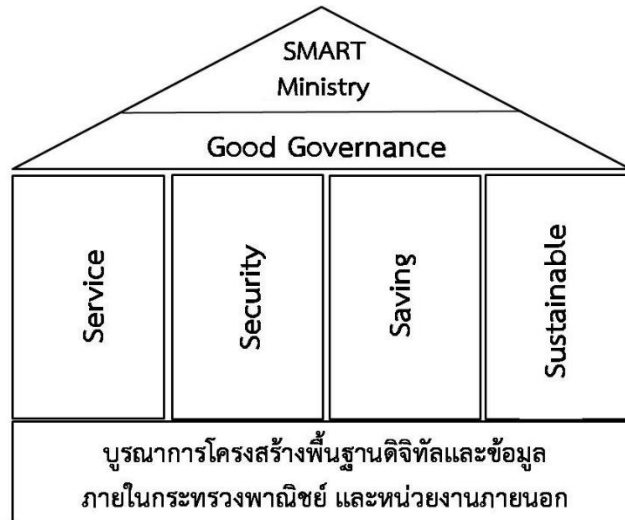 SMART
Ministry
Good Governance
Service
Security
Saving
Sustainable
บูรณาการโครงสร้างพื้นฐานดิจิทัลและข้อมูล
ภายในกระทรวงพาณิชย์ และหน่วยงานภายนอก